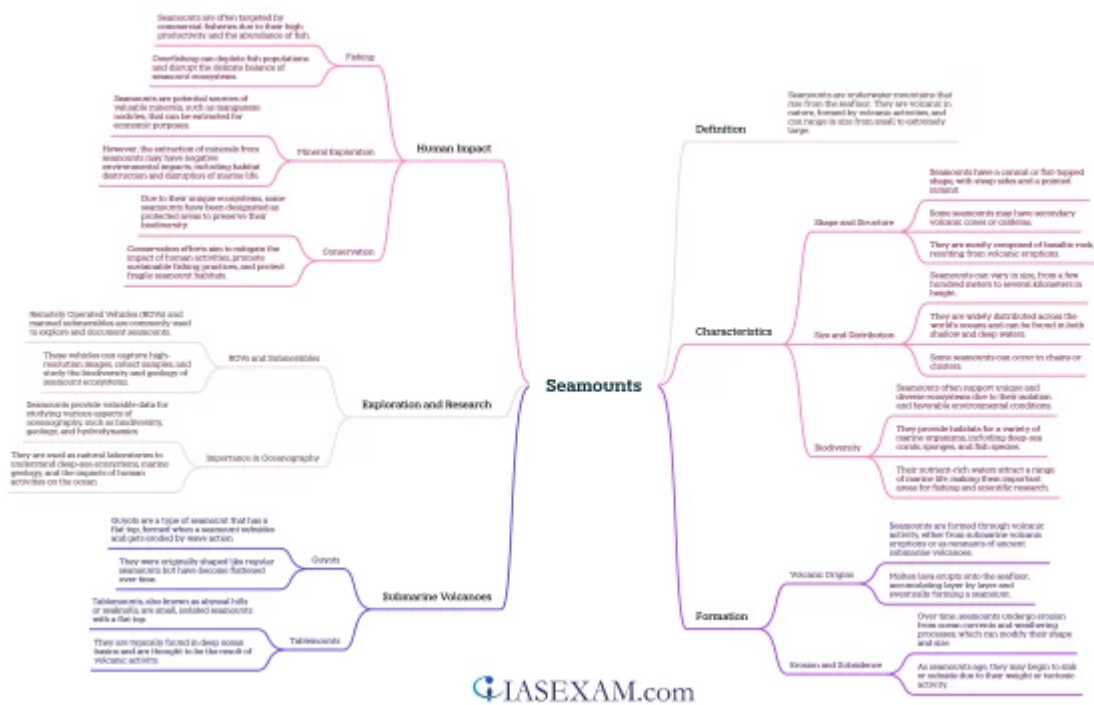 Seamounts
Definition
Seamounts are underwater mountains that
rise from the seafloor. They are volcanic in
nature, formed by volcanic activities, and
can range in size from small to extremely
large.
Characteristics
Shape and Structure
Seamounts have a conical or flat-topped
shape, with steep sides and a pointed
summit.
Some seamounts may have secondary
volcanic cones or calderas.
They are mostly composed of basaltic rock,
resulting from volcanic eruptions.
Size and Distribution
Seamounts can vary in size, from a few
hundred meters to several kilometers in
height.
They are widely distributed across the
world's oceans and can be found in both
shallow and deep waters.
Some seamounts can occur in chains or
clusters.
Biodiversity
Seamounts often support unique and
diverse ecosystems due to their isolation
and favorable environmental conditions.
They provide habitats for a variety of
marine organisms, including deep-sea
corals, sponges, and fish species.
Their nutrient-rich waters attract a range
of marine life, making them important
areas for fishing and scientific research.
Formation
Volcanic Origins
Seamounts are formed through volcanic
activity, either from submarine volcanic
eruptions or as remnants of ancient
submarine volcanoes.
Molten lava erupts onto the seafloor,
accumulating layer by layer and
eventually forming a seamount.
Erosion and Subsidence
Over time, seamounts undergo erosion
from ocean currents and weathering
processes, which can modify their shape
and size.
As seamounts age, they may begin to sink
or subside due to their weight or tectonic
activity.
Human Impact
Fishing
Seamounts are often targeted by
commercial fisheries due to their high
productivity and the abundance of fish.
Overfishing can deplete fish populations
and disrupt the delicate balance of
seamount ecosystems.
Mineral Exploration
Seamounts are potential sources of
valuable minerals, such as manganese
nodules, that can be extracted for
economic purposes.
However, the extraction of minerals from
seamounts may have negative
environmental impacts, including habitat
destruction and disruption of marine life.
Conservation
Due to their unique ecosystems, some
seamounts have been designated as
protected areas to preserve their
biodiversity.
Conservation efforts aim to mitigate the
impact of human activities, promote
sustainable fishing practices, and protect
fragile seamount habitats.
Exploration and Research
ROVs and Submersibles
Remotely Operated Vehicles (ROVs) and
manned submersibles are commonly used
to explore and document seamounts.
These vehicles can capture high-
resolution images, collect samples, and
study the biodiversity and geology of
seamount ecosystems.
Importance in Oceanography
Seamounts provide valuable data for
studying various aspects of
oceanography, such as biodiversity,
geology, and hydrodynamics.
They are used as natural laboratories to
understand deep-sea ecosystems, marine
geology, and the impacts of human
activities on the ocean.
Submarine Volcanoes
Guyots
Guyots are a type of seamount that has a
flat top, formed when a seamount subsides
and gets eroded by wave action.
They were originally shaped like regular
seamounts but have become flattened
over time.
Tablemounts
Tablemounts, also known as abyssal hills
or seaknolls, are small, isolated seamounts
with a flat top.
They are typically found in deep ocean
basins and are thought to be the result of
volcanic activity.
IASEXAM.com